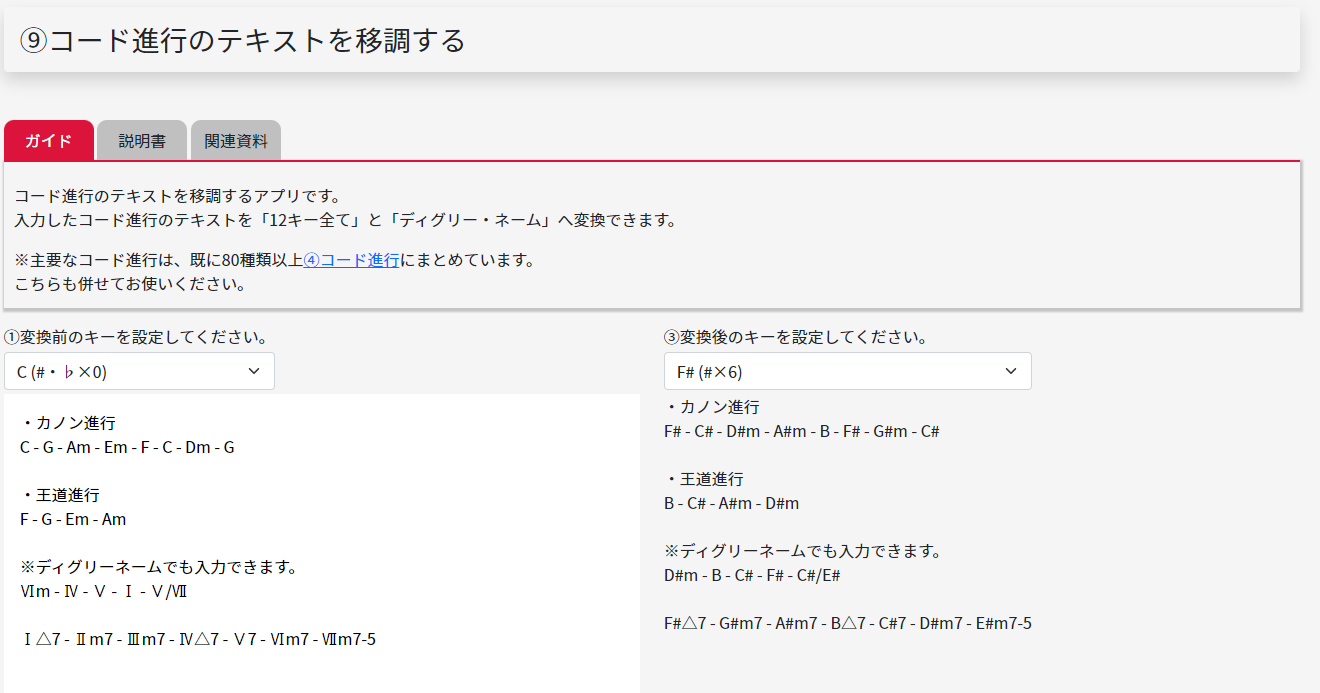 ⑨コード進行のテキストを移調する
ガイド
説明書
関連資料
コード進行のテキストを移調するアプリです。
入力したコード進行のテキストを「12キー全て」と「ディグリー・ネーム」へ変換できます。
※主要なコード進行は、既に80種類以上④コード進行にまとめています。
こちらも併せてお使いください。
①変換前のキーを設定してください。
C (#・♭×0)
・カノン進行
C - G - Am - Em - F - C - Dm - G
・王道進行
F - G - Em - Am
※ディグリーネームでも入力できます。
Ⅵm - Ⅳ - Ⅴ - Ⅰ - Ⅴ/Ⅶ
Ⅰ△7 - Ⅱm7 - Ⅲm7 - Ⅳ△7 - Ⅴ7 - Ⅵm7 - Ⅶm7-5
③変換後のキーを設定してください。
F# (#×6)
・カノン進行
F# - C# - D#m - A#m - B - F# - G#m - C#
・王道進行
B - C# - A#m - D#m
※ディグリーネームでも入力できます。
D#m - B - C# - F# - C#/E#
F#△7 - G#m7 - A#m7 - B△7 - C#7 - D#m7 - E#m7-5